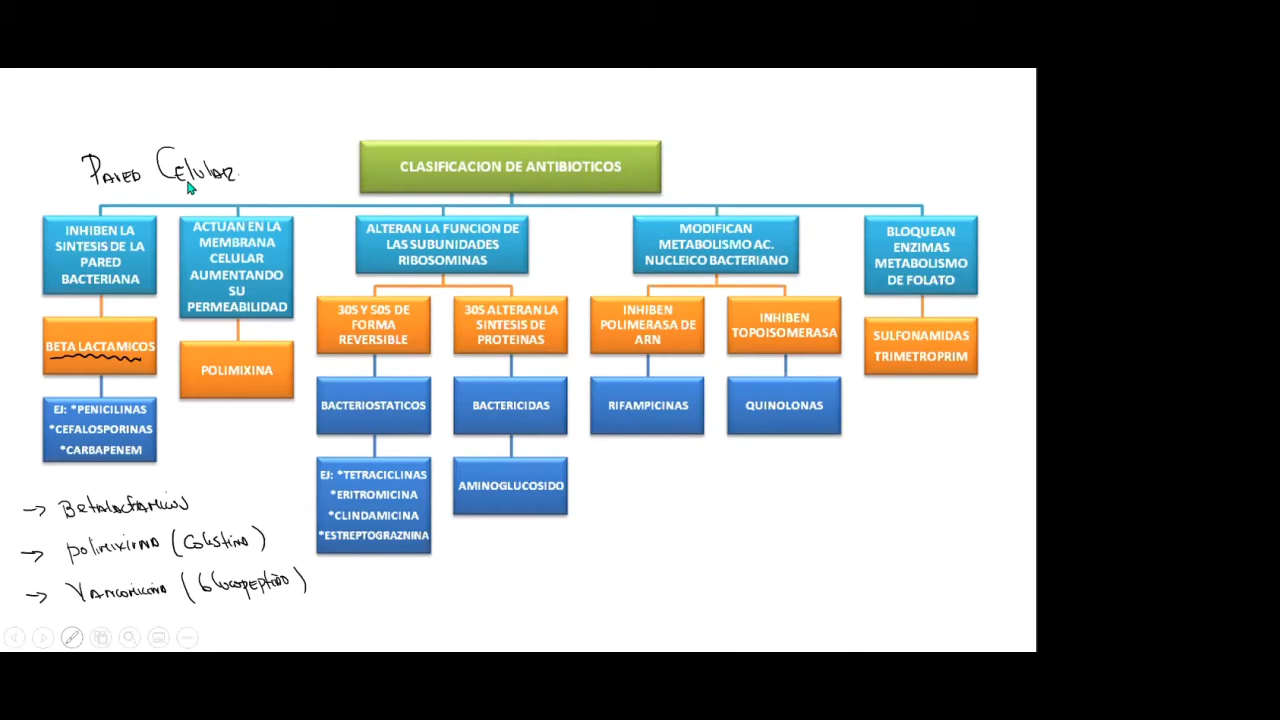 Pared Celular
CLASIFICACION DE ANTIBIOTICOS
INHIBEN LA
SINTESIS DE LA
PARED
BACTERIANA
BETA LACTAMICOS
EJ: *PENICILINAS
*CEFALOSPORINAS
*CARBAPENEM
ACTUAN EN LA
MEMBRANA
CELULAR
AUMENTANDO
SU
PERMEABILIDAD
POLIMIXINA
ALTERAN LA FUNCION DE
LAS SUBUNIDADES
RIBOSOMINAS
30S Y 50S DE
FORMA
REVERSIBLE
BACTERIOSTATICOS
EJ: *TETRACICLINAS
*ERITROMICINA
*CLINDAMICINA
*ESTREPTOGRAZNINA
30S ALTERAN LA
SINTESIS DE
PROTEINAS
BACTERICIDAS
AMINOGLUCOSIDO
MODIFICAN
METABOLISMO AC.
NUCLEICO BACTERIANO
INHIBEN
POLIMERASA DE
ARN
RIFAMPICINAS
INHIBEN
TOPOISOMERASA
QUINOLONAS
BLOQUEAN
ENZIMAS
METABOLISMO
DE FOLATO
SULFONAMIDAS
TRIMETROPRIM
→ Betalactamicos
→ polimixina (Colistina)
→ Vancomicina (Glucopeptido)